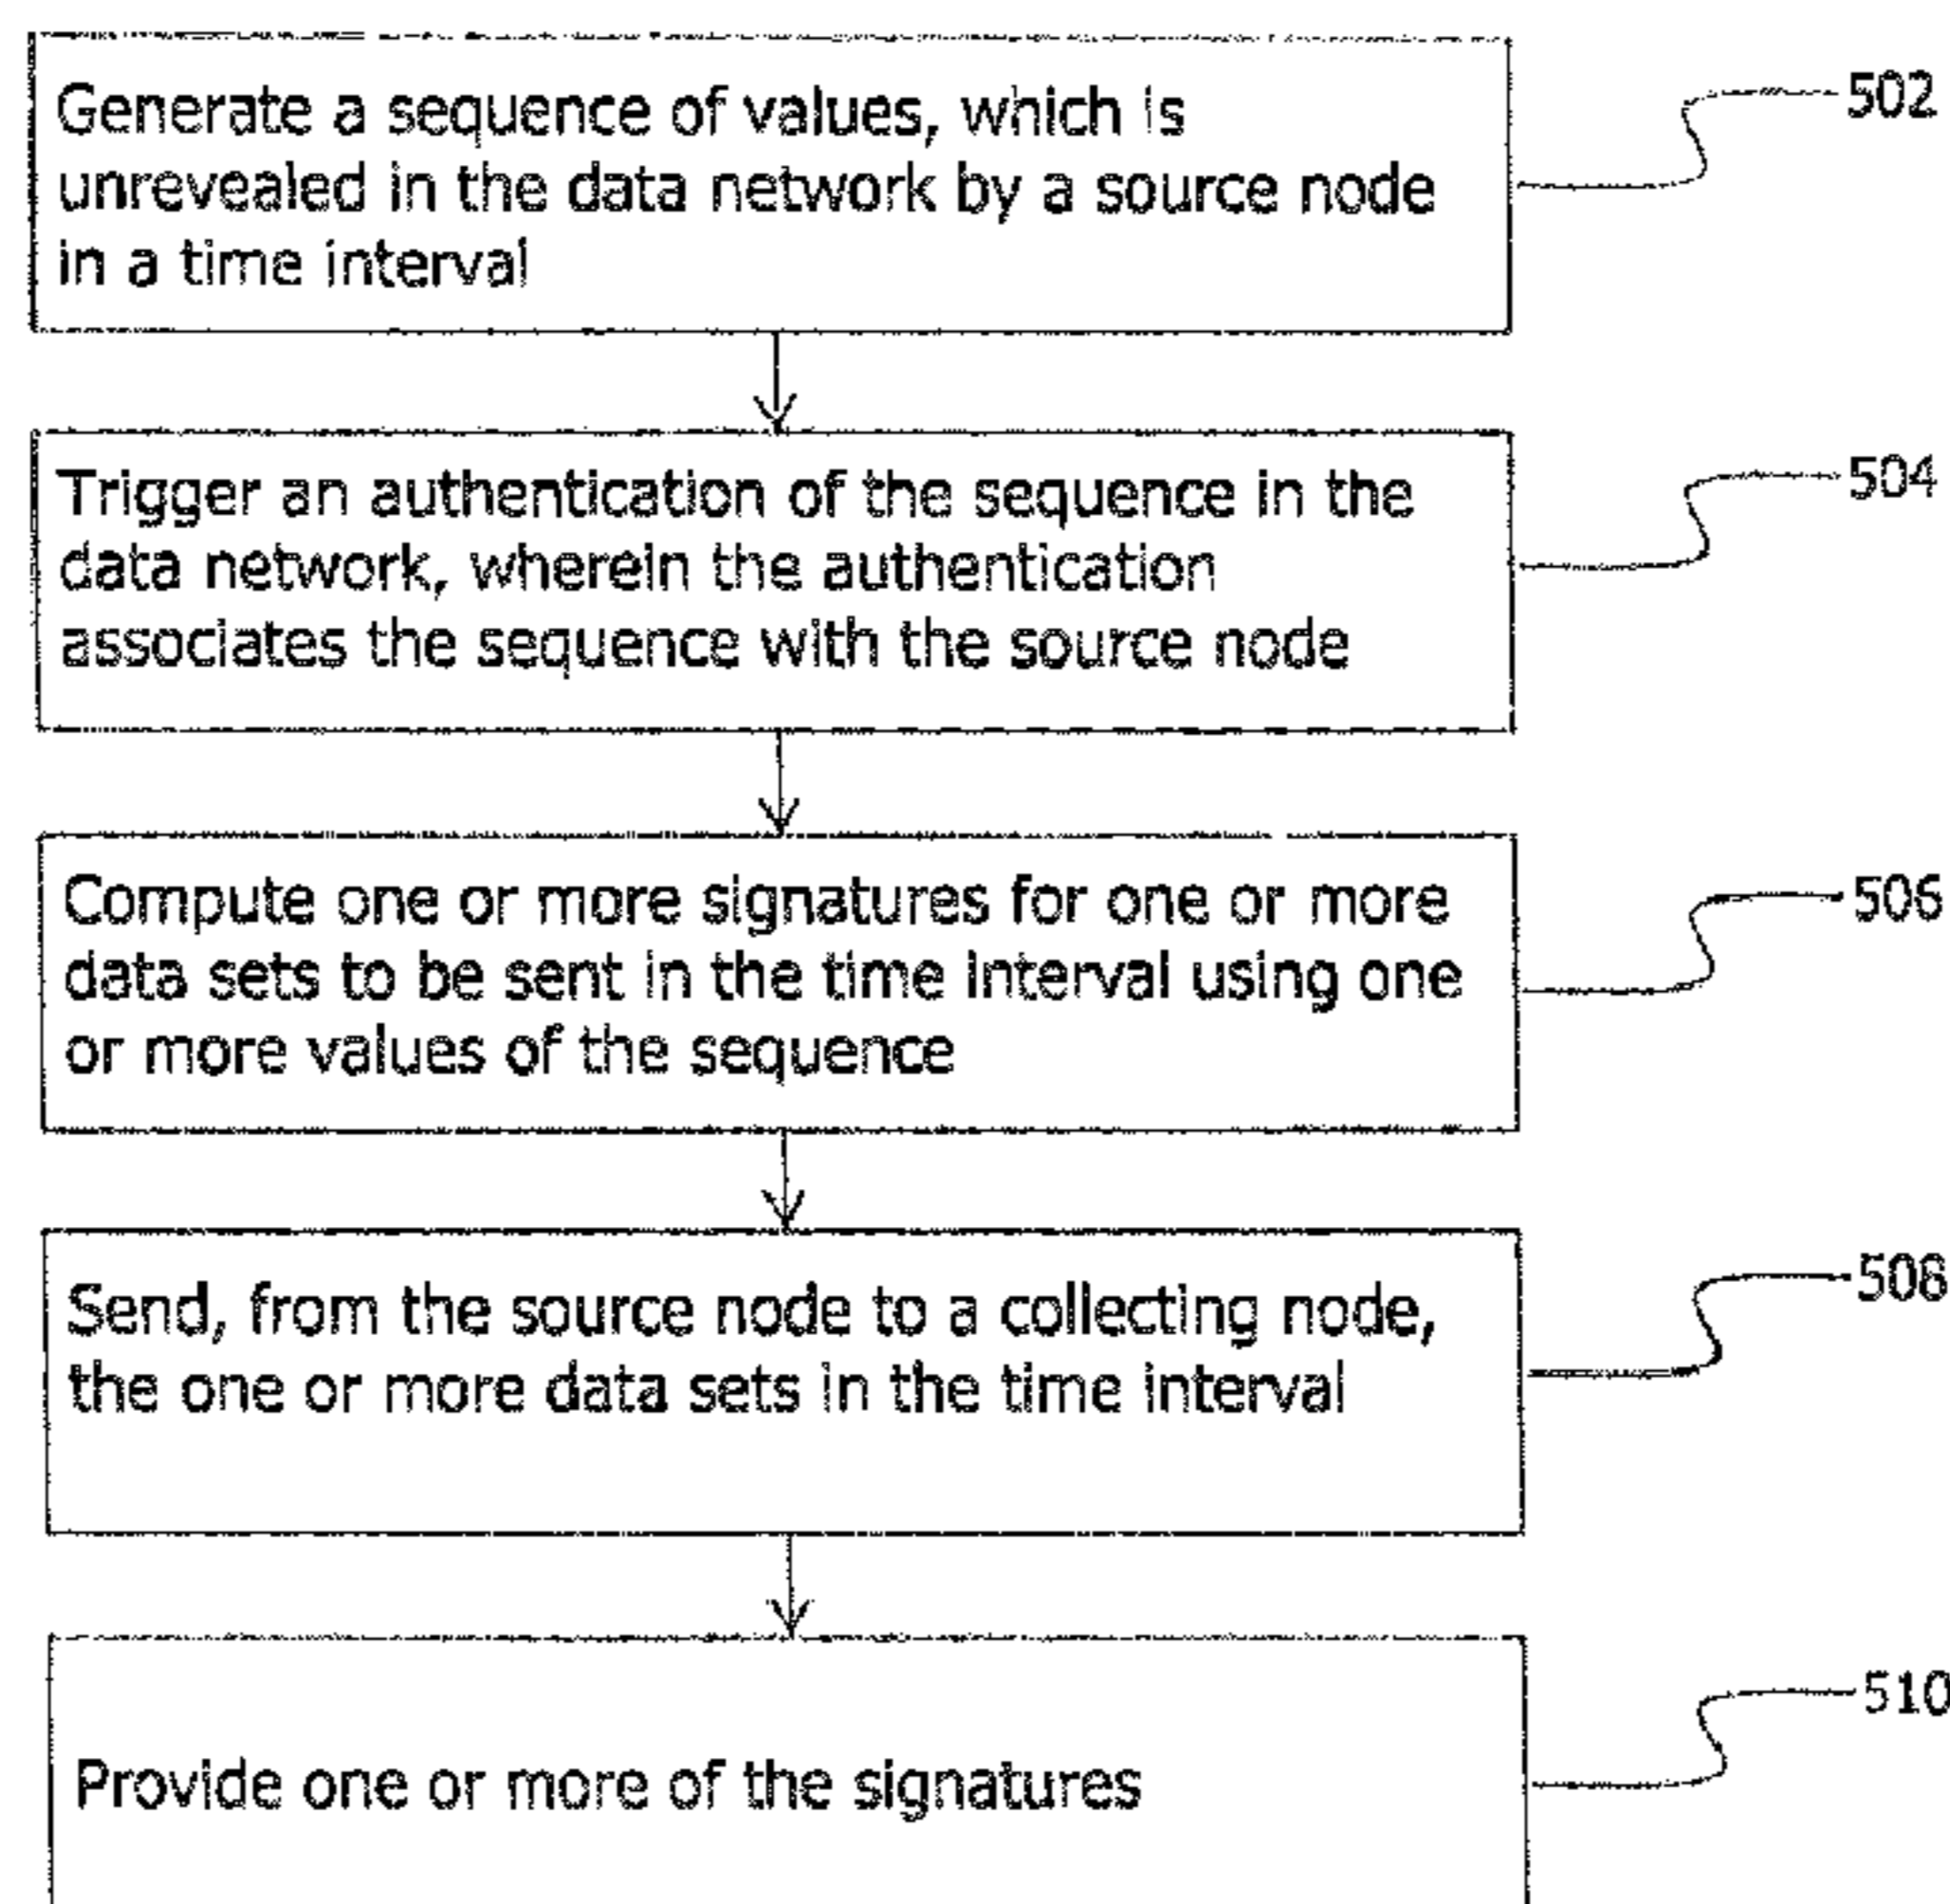 Generate a sequence of values, which is
502
unrevealed in the data network by a source node
in a time interval
Trigger an authentication of the sequence in the
504
data network, wherein the authentication
associates the sequence with the source node
Compute one or more signatures for one or more
506
data sets to be sent in the time interval using one
or more values of the sequence
Send, from the source node to a collecting node,
508
the one or more data sets in the time interval
510
Provide one or more of the signatures